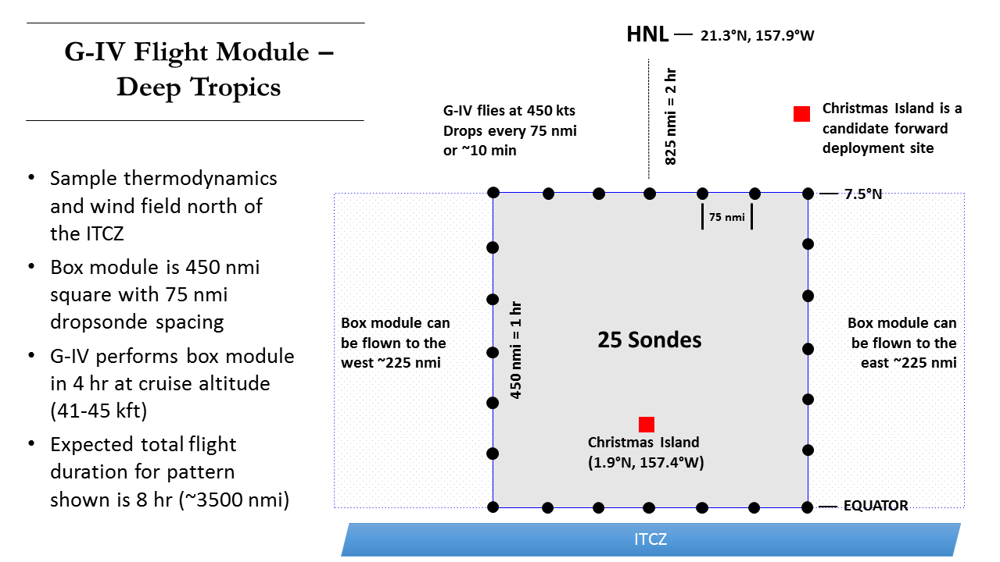 G-IV Flight Module –
Deep Tropics
• Sample thermodynamics
and wind field north of
the ITCZ
• Box module is 450 nmi
square with 75 nmi
dropsonde spacing
• G-IV performs box module
in 4 hr at cruise altitude
(41-45 kft)
• Expected total flight
duration for pattern
shown is 8 hr (~3500 nmi)
HNL — 21.3°N, 157.9°W
825 nmi = 2 hr
G-IV flies at 450 kts
Drops every 75 nmi
or ~10 min
Christmas Island is a
candidate forward
deployment site
7.5°N
75 nmi
Box module can
be flown to the
west ~225 nmi
450 nmi = 1 hr
25 Sondes
Box module can
be flown to the
east ~225 nmi
Christmas Island
(1.9°N, 157.4°W)
EQUATOR
ITCZ